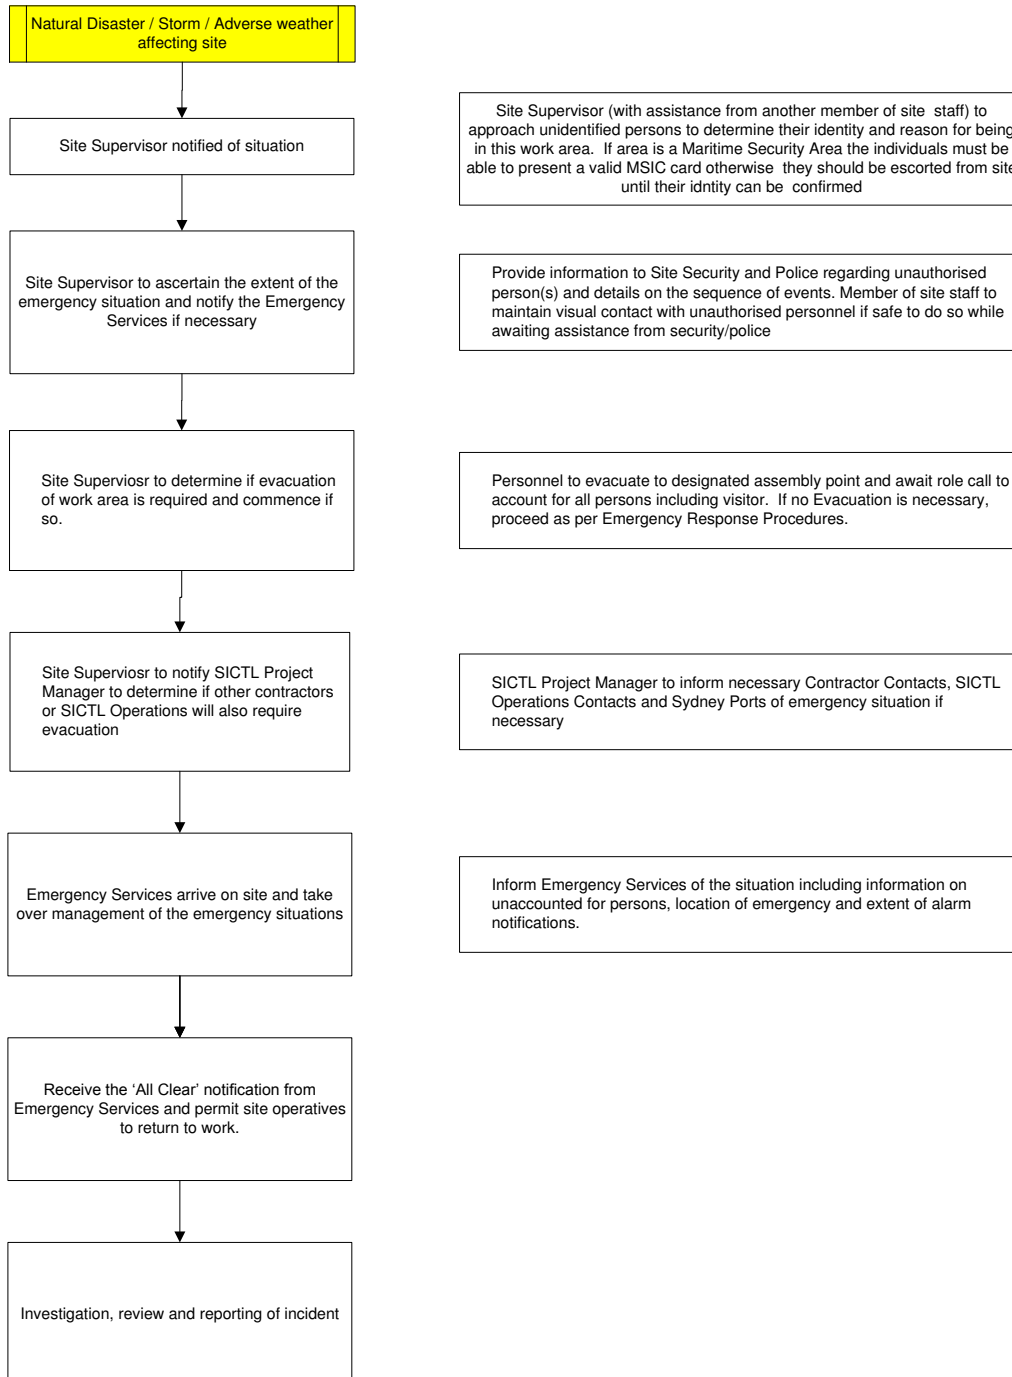 Natural Disaster / Storm / Adverse weather
affecting site
Site Supervisor notified of situation
Site Supervisor (with assistance from another member of site staff) to
approach unidentified persons to determine their identity and reason for being
in this work area. If area is a Maritime Security Area the individuals must be
able to present a valid MSIC card otherwise they should be escorted from site
until their idntity can be confirmed
Site Supervisor to ascertain the extent of the
emergency situation and notify the Emergency
Services if necessary
Provide information to Site Security and Police regarding unauthorised
person(s) and details on the sequence of events. Member of site staff to
maintain visual contact with unauthorised personnel if safe to do so while
awaiting assistance from security/police
Site Superviosr to determine if evacuation
of work area is required and commence if
so.
Personnel to evacuate to designated assembly point and await role call to
account for all persons including visitor. If no Evacuation is necessary,
proceed as per Emergency Response Procedures.
Site Superviosr to notify SICTL Project
Manager to determine if other contractors
or SICTL Operations will also require
evacuation
SICTL Project Manager to inform necessary Contractor Contacts, SICTL
Operations Contacts and Sydney Ports of emergency situation if
necessary
Emergency Services arrive on site and take
over management of the emergency situations
Inform Emergency Services of the situation including information on
unaccounted for persons, location of emergency and extent of alarm
notifications.
Receive the ‘All Clear’ notification from
Emergency Services and permit site operatives
to return to work.
Investigation, review and reporting of incident